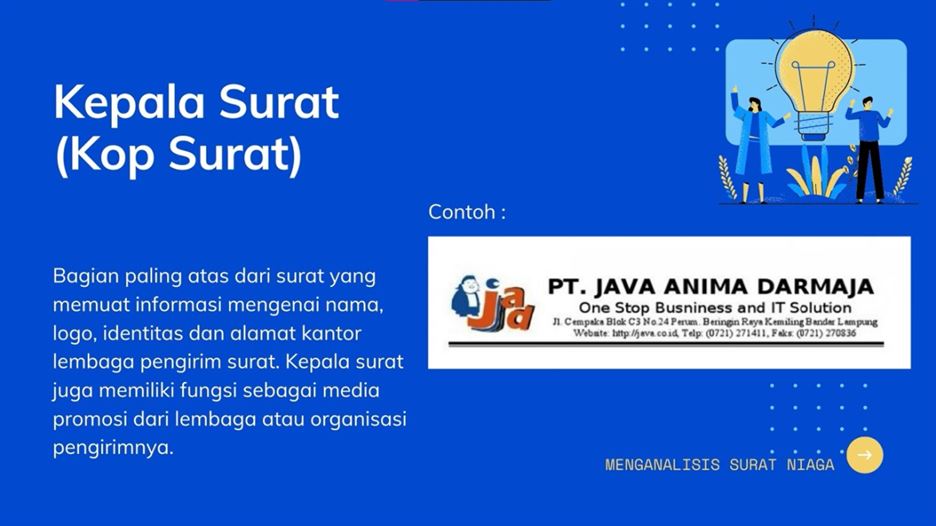 Kepala Surat
(Kop Surat)
Bagian paling atas dari surat yang
memuat informasi mengenai nama,
logo, identitas dan alamat kantor
lembaga pengirim surat. Kepala surat
juga memiliki fungsi sebagai media
promosi dari lembaga atau organisasi
pengirimnya.
Contoh :
jad
PT. JAVA ANIMA DARMAJA
One Stop Busniness and IT Solution
Jl. Cempaka Blok C3 No.24 Perum. Beringin Raya Kemiling Bandar Lampung
Website: http://java.co.id, Telp: (0721) 271411, Faks: (0721) 270836
MENGANALISIS SURAT NIAGA